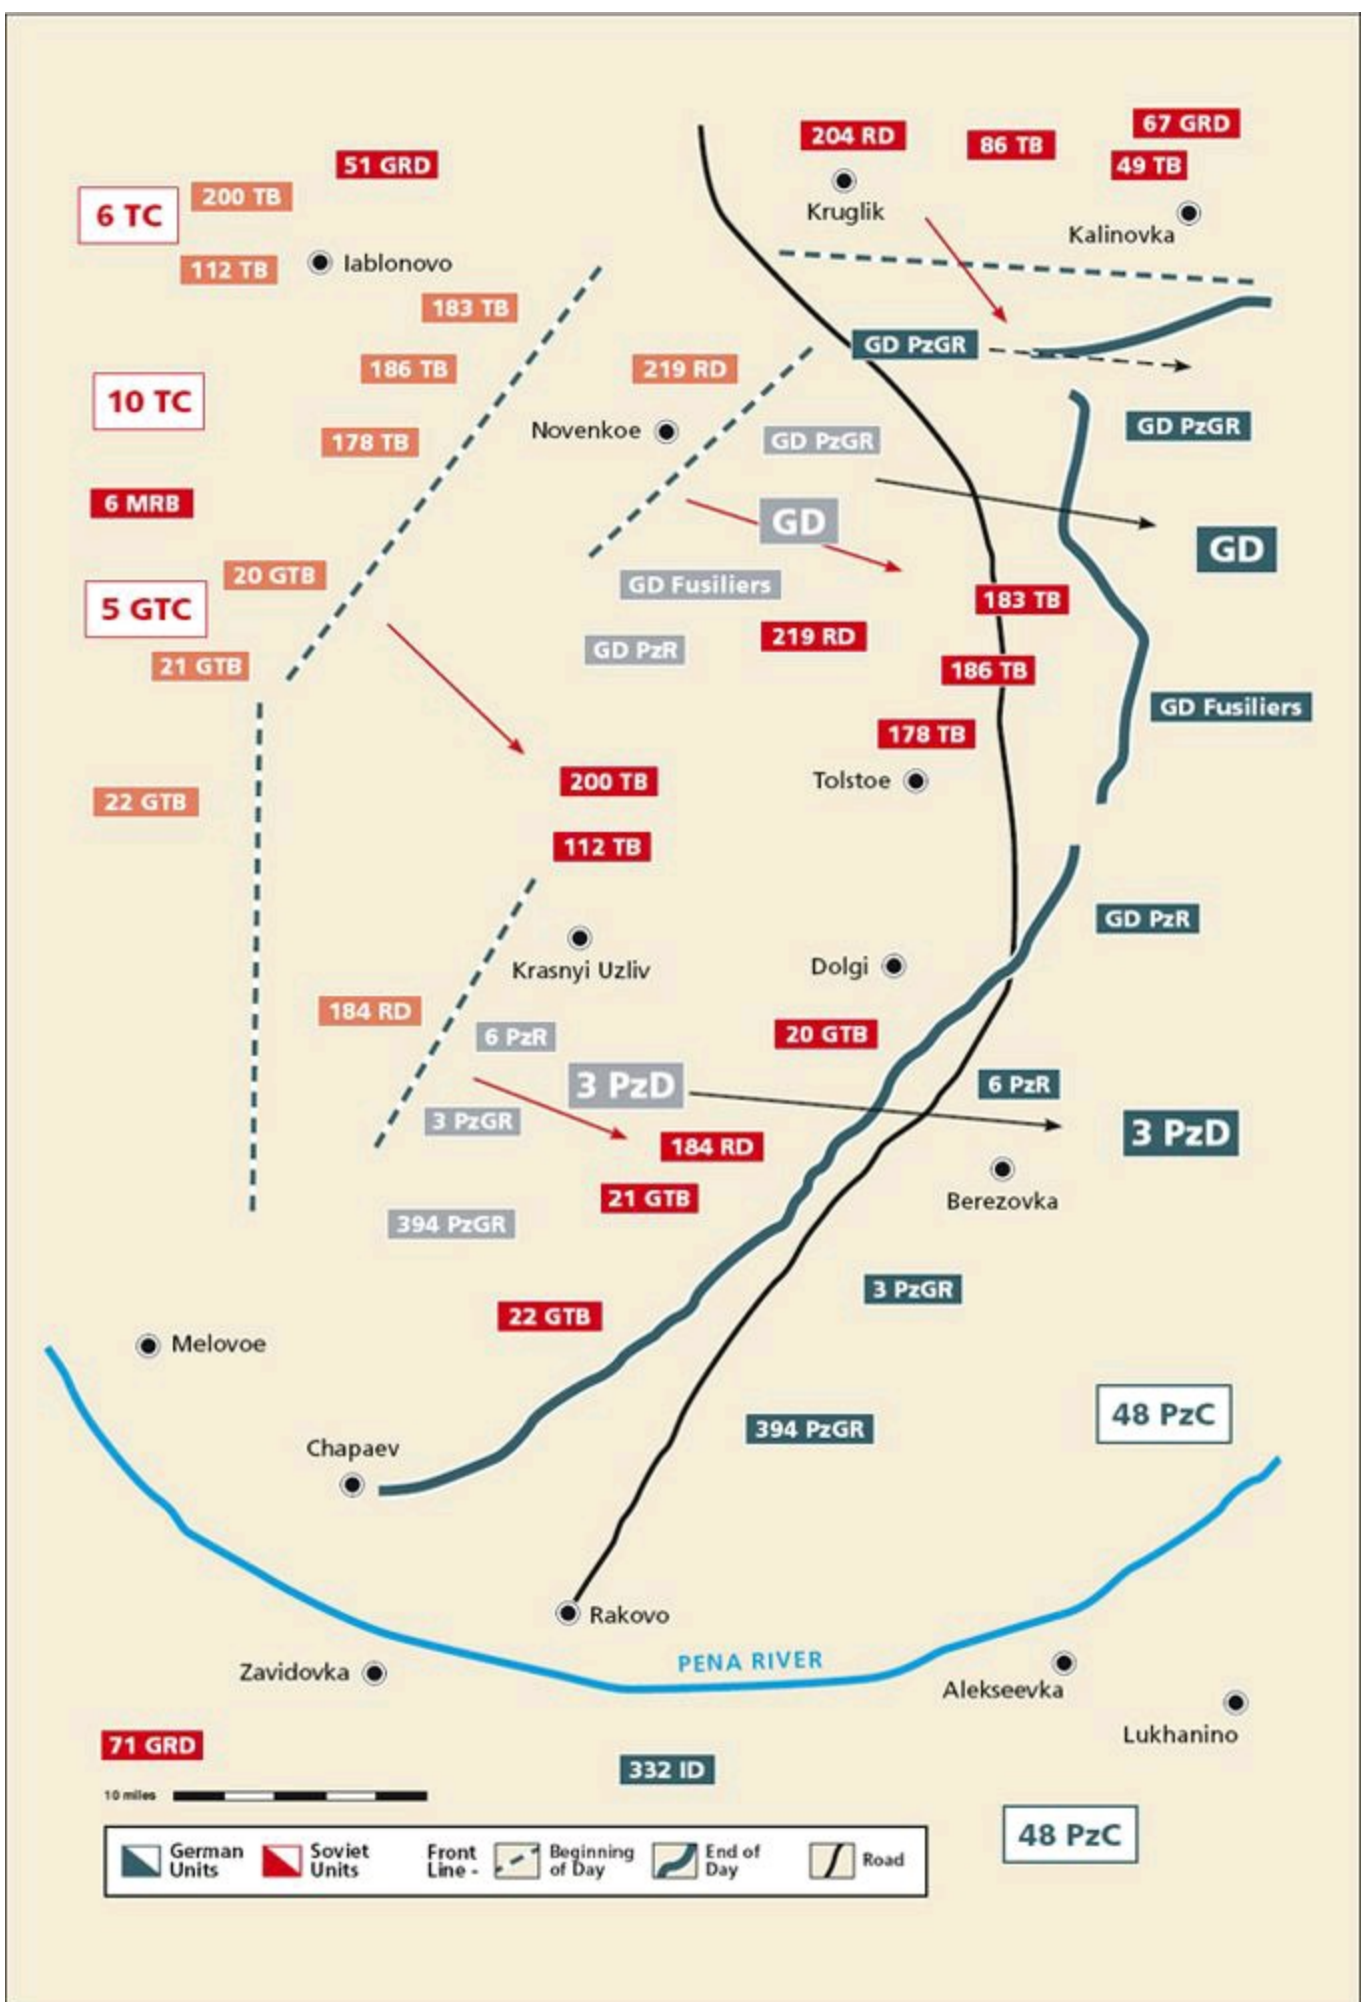 67 GRD
204 RD
86 TB
51 GRD
49 TB
200 TB
6 TC
Kruglik
Kalinovka
112 TB
Iablonovo
183 TB
GD PzGR
186 TB
219 RD
10 TC
GD PzGR
Novenkoe
GD PzGR
178 TB
6 MRB
GD
GD
20 GTB
GD Fusiliers
183 TB
5 GTC
219 RD
GD PzR
21 GTB
186 TB
GD Fusiliers
178 TB
200 TB
Tolstoe
22 GTB
112 TB
GD PzR
Dolgi
Krasnyi Uzliv
184 RD
20 GTB
6 PzR
3 PzD
6 PzR
3 PzGR
3 PzD
184 RD
21 GTB
Berezovka
394 PzGR
3 PzGR
22 GTB
Melovoe
48 PzC
394 PzGR
Chapaev
Rakovo
PENA RIVER
Zavidovka
Alekseevka
Lukhanino
71 GRD
332 ID
10 miles
48 PzC
German
Units
Soviet
Units
Front
Line -
Beginning
of Day
End of
Day
Road